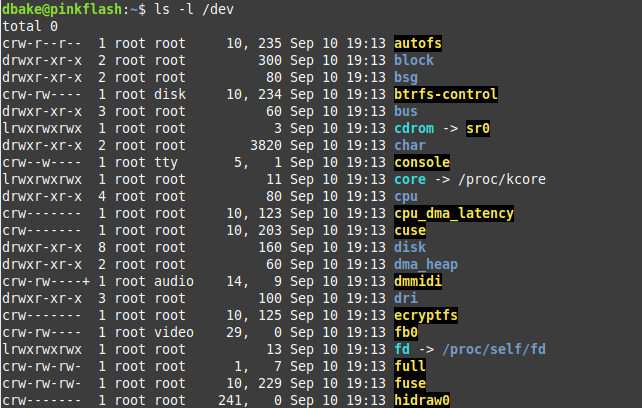 dbake@pinkflash:~$ ls -l /dev
total 0
crw-r--r--  1 root root     10, 235 Sep 10 19:13 autofs
drwxr-xr-x  2 root root         300 Sep 10 19:13 block
drwxr-xr-x  2 root root          80 Sep 10 19:13 bsg
crw-rw----  1 root disk     10, 234 Sep 10 19:13 btrfs-control
drwxr-xr-x  3 root root          60 Sep 10 19:13 bus
lrwxrwxrwx  1 root root           3 Sep 10 19:13 cdrom -> sr0
drwxr-xr-x  2 root root        3820 Sep 10 19:13 char
crw--w----  1 root tty       5,   1 Sep 10 19:13 console
lrwxrwxrwx  1 root root          11 Sep 10 19:13 core -> /proc/kcore
drwxr-xr-x  4 root root          80 Sep 10 19:13 cpu
crw-------  1 root root     10, 123 Sep 10 19:13 cpu_dma_latency
crw-------  1 root root     10, 203 Sep 10 19:13 cuse
drwxr-xr-x  8 root root         160 Sep 10 19:13 disk
drwxr-xr-x  2 root root          60 Sep 10 19:13 dma_heap
crw-rw----+ 1 root audio    14,   9 Sep 10 19:13 dmmidi
drwxr-xr-x  3 root root         100 Sep 10 19:13 dri
crw-------  1 root root     10, 125 Sep 10 19:13 ecryptfs
crw-rw----  1 root video    29,   0 Sep 10 19:13 fb0
lrwxrwxrwx  1 root root          13 Sep 10 19:13 fd -> /proc/self/fd
crw-rw-rw-  1 root root      1,   7 Sep 10 19:13 full
crw-rw-rw-  1 root root     10, 229 Sep 10 19:13 fuse
crw-------  1 root root    241,   0 Sep 10 19:13 hidraw0